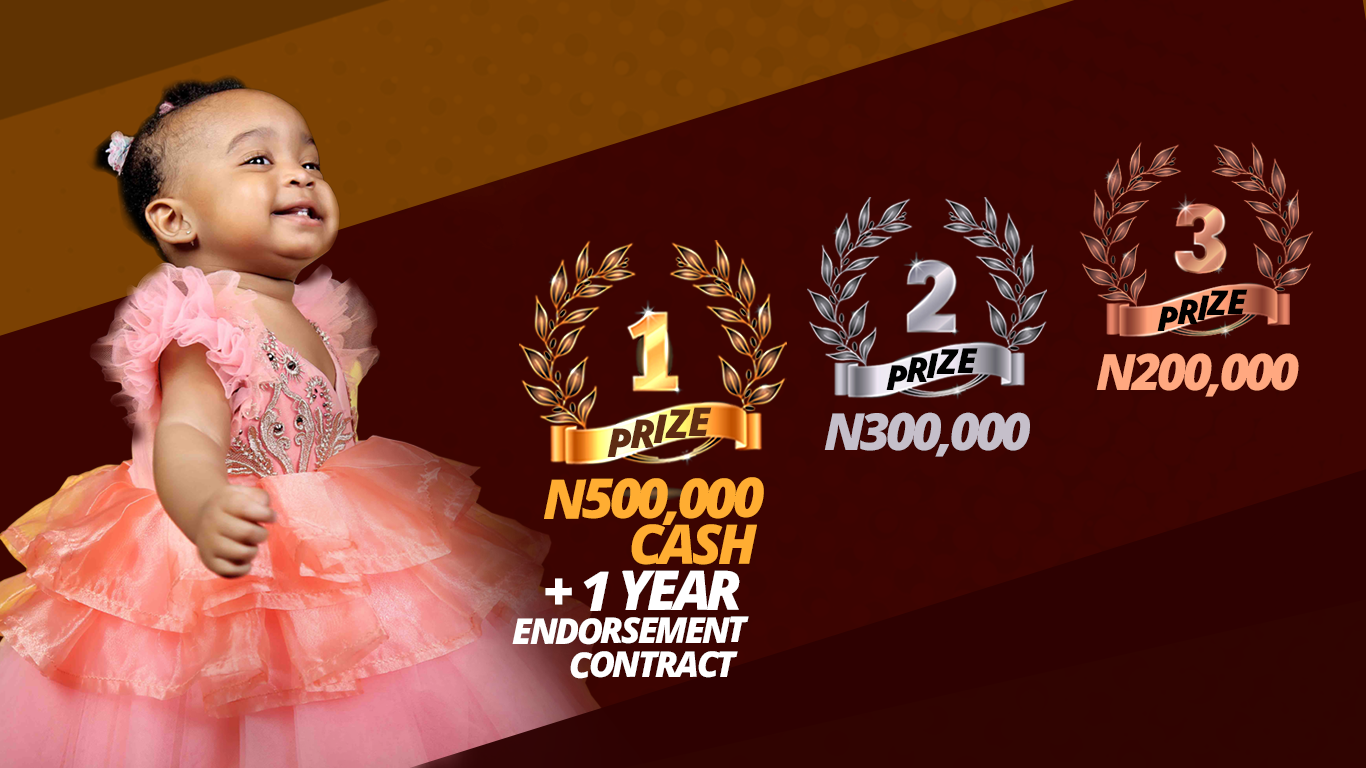 1
PRIZE
N500,000
CASH
+ 1 YEAR
ENDORSEMENT
CONTRACT
2
PRIZE
N300,000
3
PRIZE
N200,000